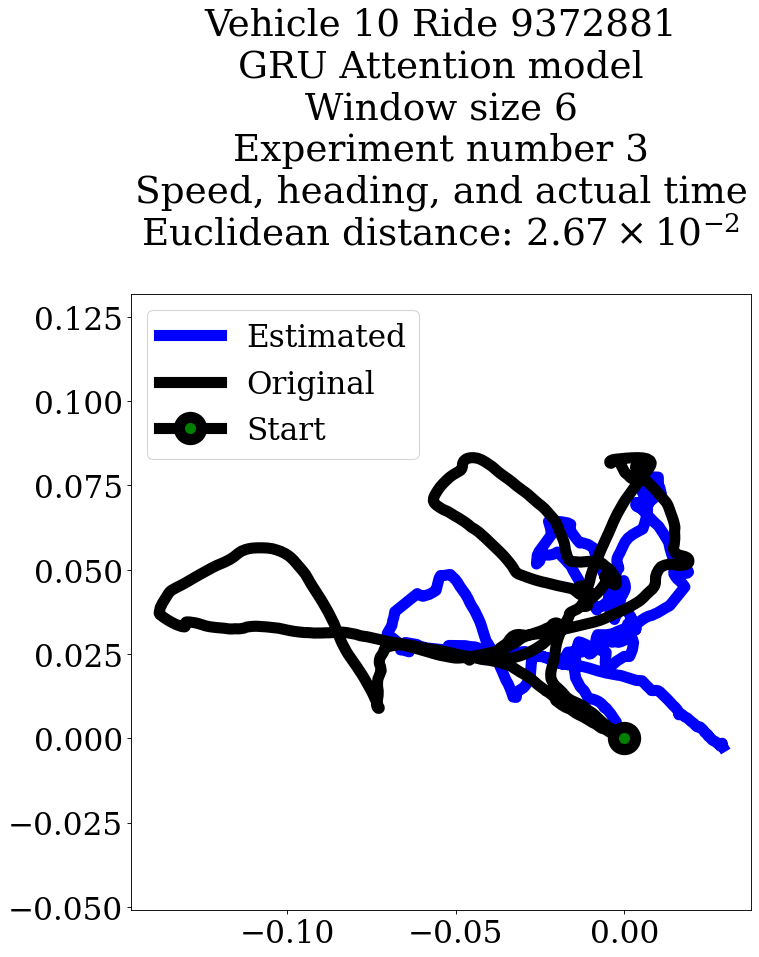 Vehicle 10 Ride 9372881
GRU Attention model
Window size 6
Experiment number 3
Speed, heading, and actual time
Euclidean distance: 2.67 × 10⁻²
Estimated
Original
Start
0.125
0.100
0.075
0.050
0.025
0.000
−0.025
−0.050
−0.10 −0.05 0.00